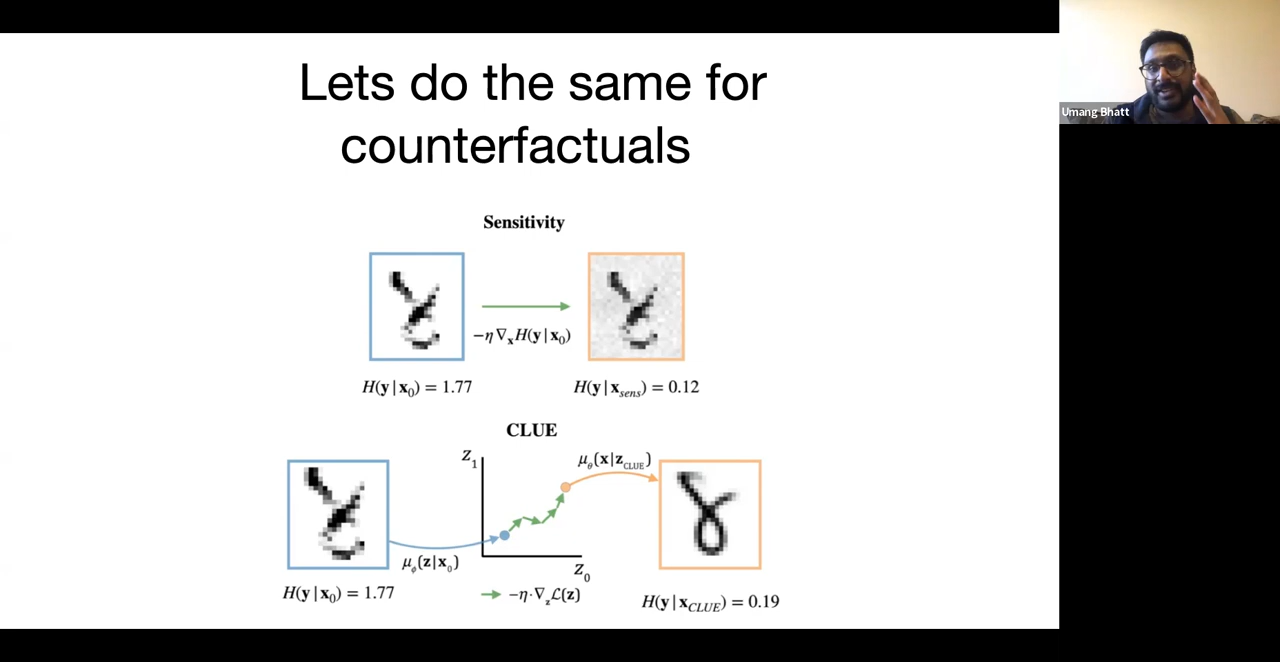 Lets do the same for
counterfactuals
Umang Bhatt
Sensitivity
−η∇ₓH(y|x₀)
H(y|x₀) = 1.77
H(y|x_sens) = 0.12
CLUE
Z₁
μ_θ(x|z_CLUE)
μ_ϕ(z|x₀)
Z₀
−η·∇_z ℒ(z)
H(y|x₀) = 1.77
H(y|x_CLUE) = 0.19